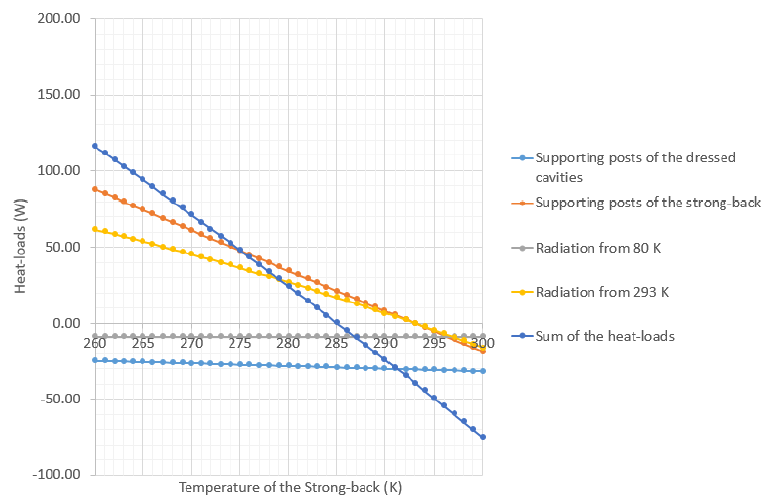 200.00
150.00
100.00
50.00
0.00
-50.00
-100.00
Heat-loads (W)
260 265 270 275 280 285 290 295 300
Temperature of the Strong-back (K)
Supporting posts of the dressed
cavities
Supporting posts of the strong-back
Radiation from 80 K
Radiation from 293 K
Sum of the heat-loads